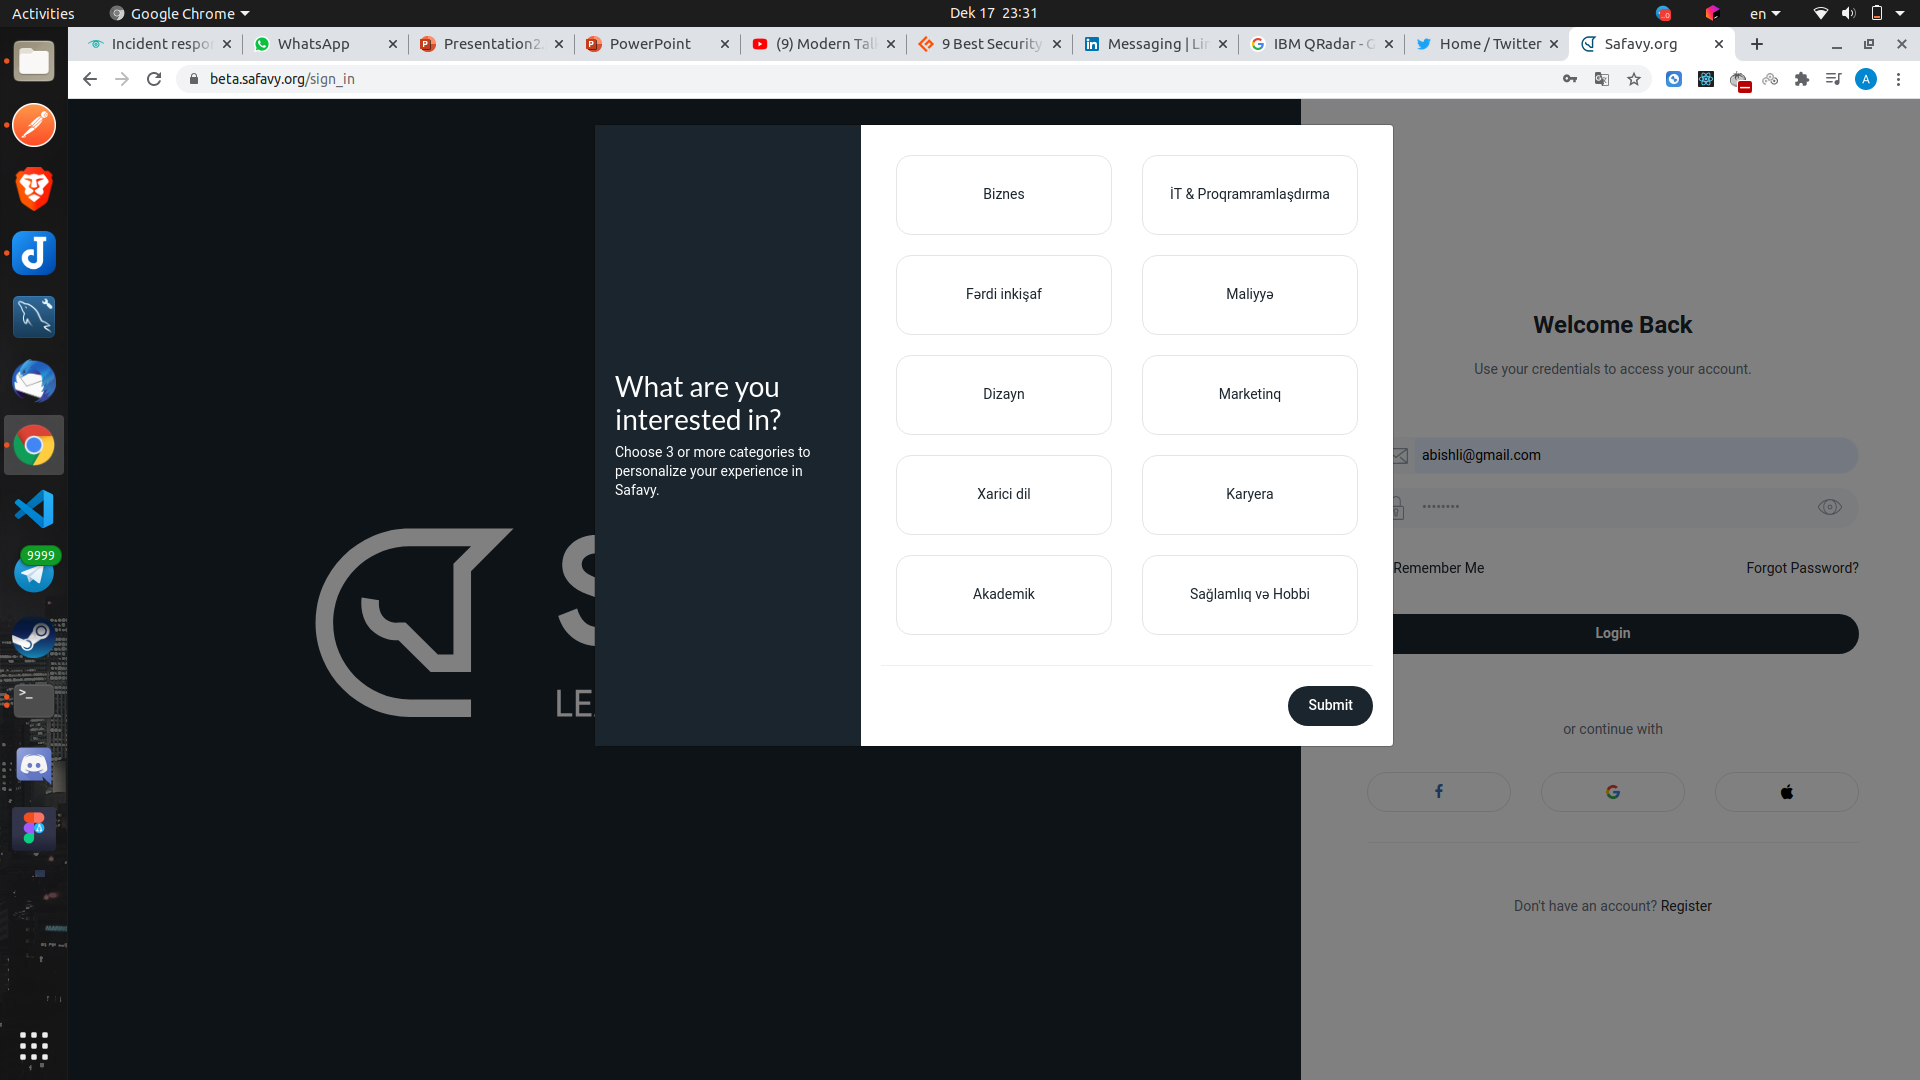 Activities
Google Chrome
Dek 17 23:31
en
Incident respo
WhatsApp
Presentation2.
PowerPoint
(9) Modern Tal
9 Best Security
Messaging | Li
IBM QRadar - G
Home / Twitter
Safavy.org
beta.safavy.org/sign_in
A
What are you
interested in?
Choose 3 or more categories to
personalize your experience in
Safavy.
Biznes
İT & Proqramramlaşdırma
Fərdi inkişaf
Maliyyə
Dizayn
Marketinq
Xarici dil
Karyera
Akademik
Sağlamlıq və Hobbi
Submit
S
LE
Welcome Back
Use your credentials to access your account.
abishli@gmail.com
Remember Me
Forgot Password?
Login
or continue with
Don't have an account? Register
9999